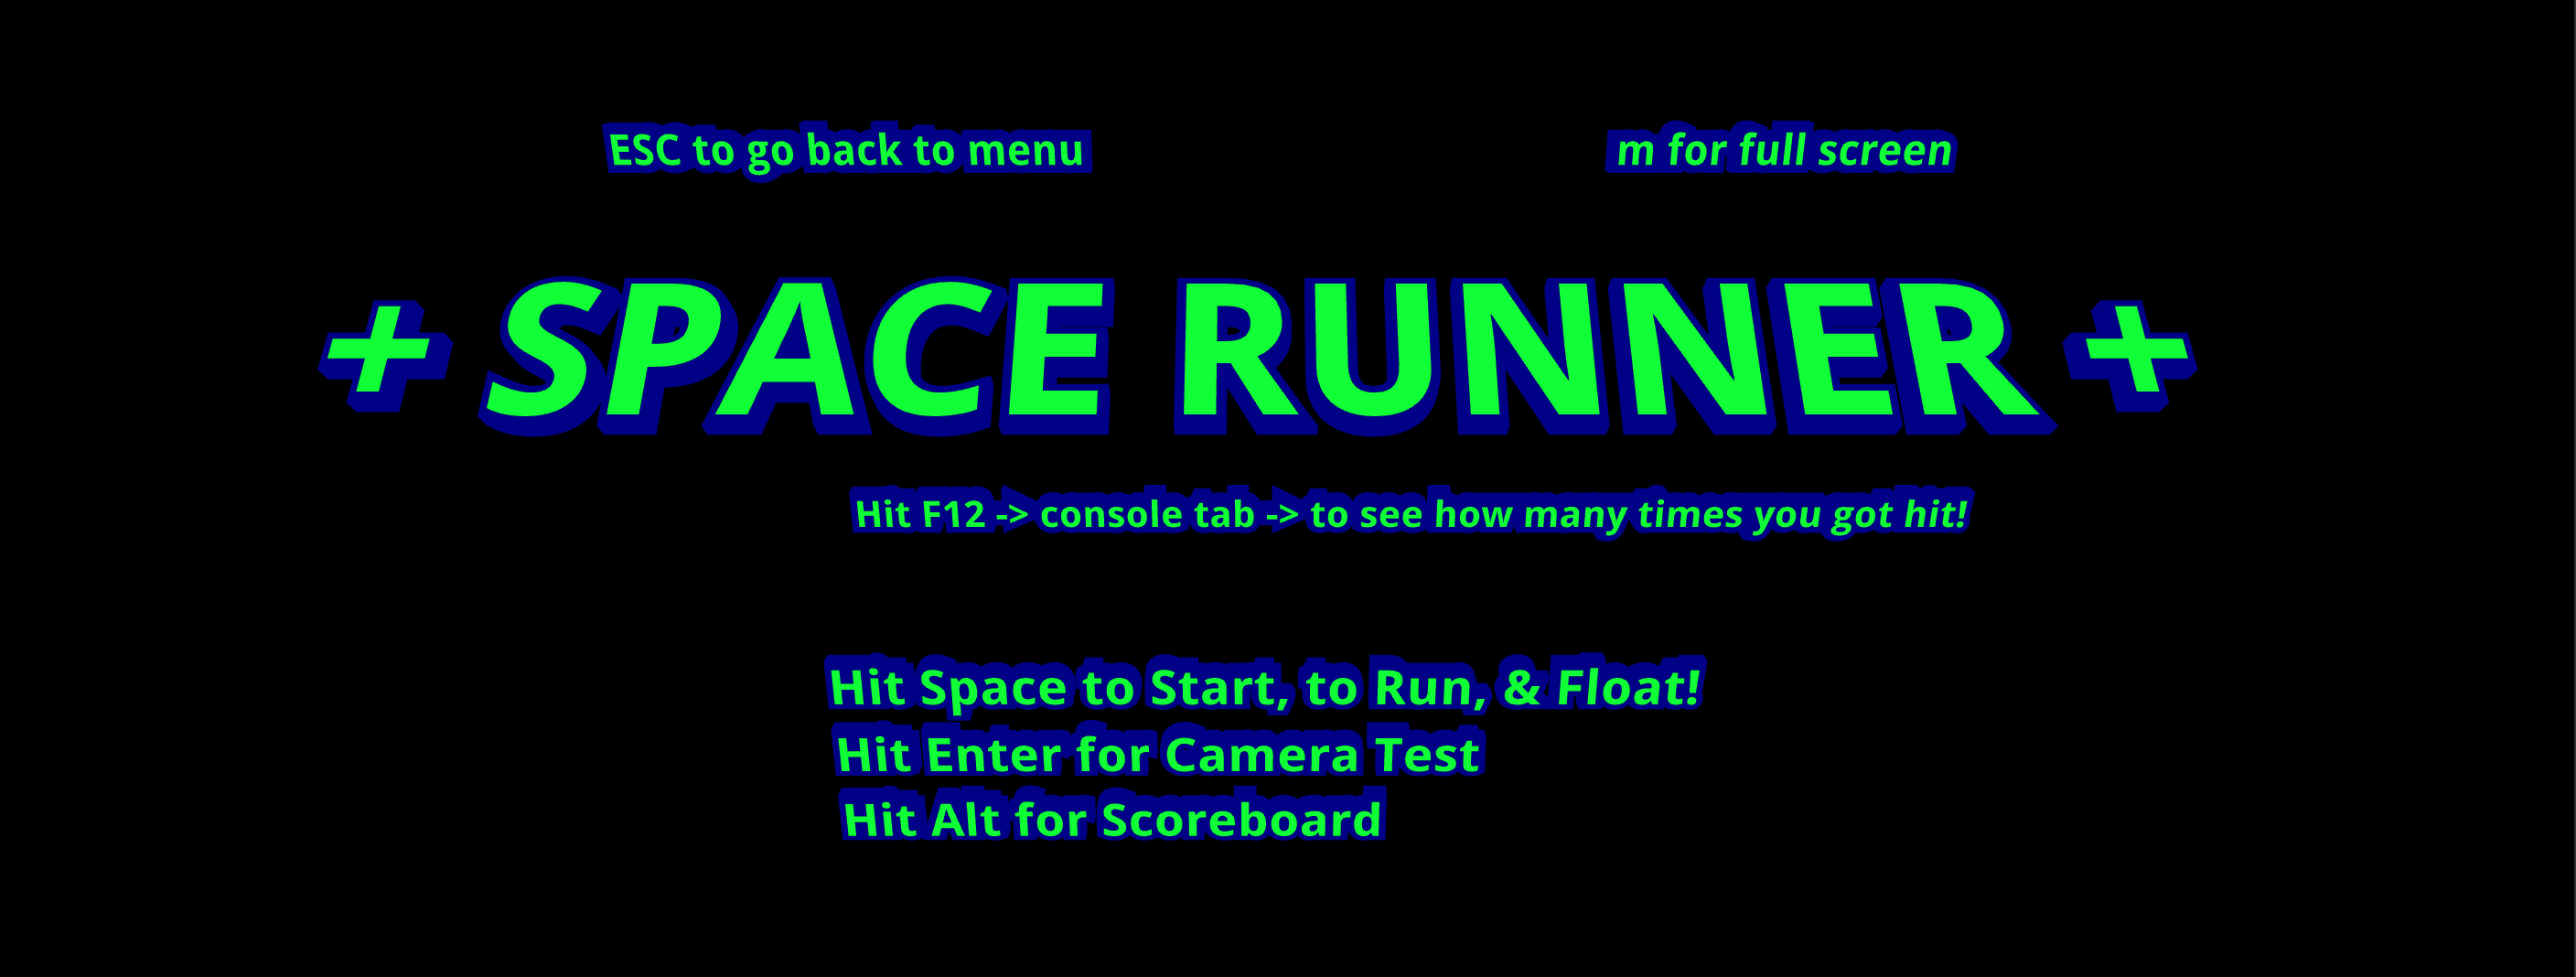 ESC to go back to menu
m for full screen
+ SPACE RUNNER +
Hit F12 -> console tab -> to see how many times you got hit!
Hit Space to Start, to Run, & Float!
Hit Enter for Camera Test
Hit Alt for Scoreboard